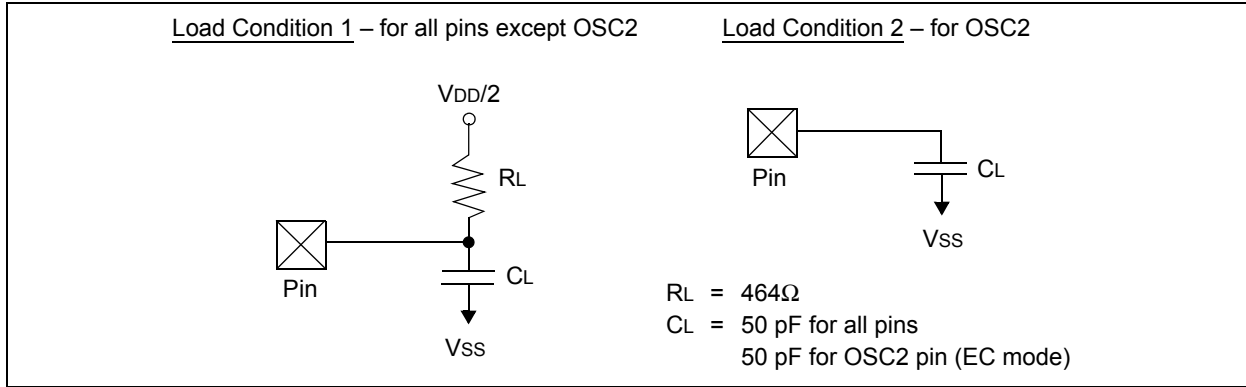 Load Condition 1 – for all pins except OSC2
VDD/2
RL
Pin
CL
VSS
Load Condition 2 – for OSC2
Pin
CL
VSS
RL = 464Ω
CL = 50 pF for all pins
50 pF for OSC2 pin (EC mode)